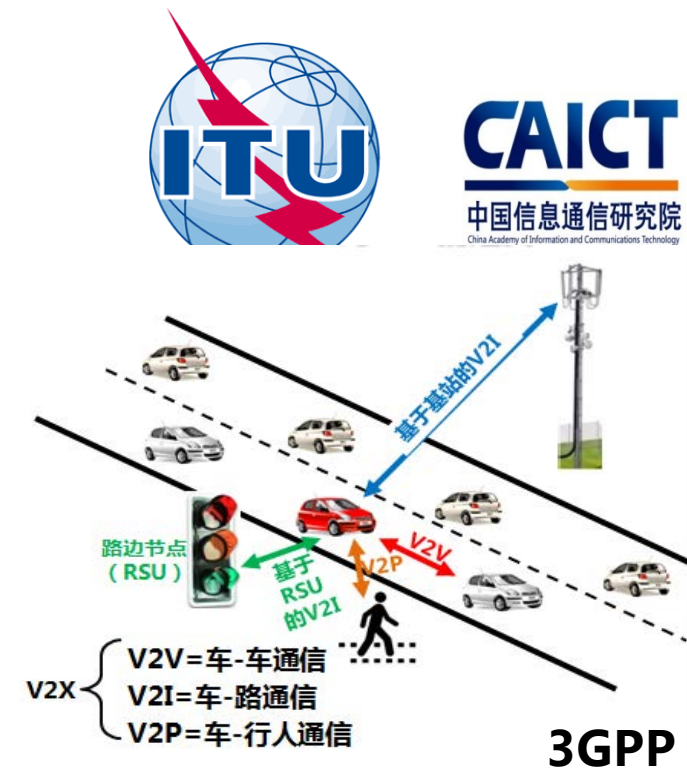 ITU
CAICT
中国信息通信研究院
China Academy of Information and Communications Technology
基于基站的V2I
路边节点
（RSU）
基于
RSU
的V2I
V2P
V2V
V2X
V2V=车-车通信
V2I=车-路通信
V2P=车-行人通信
3GPP